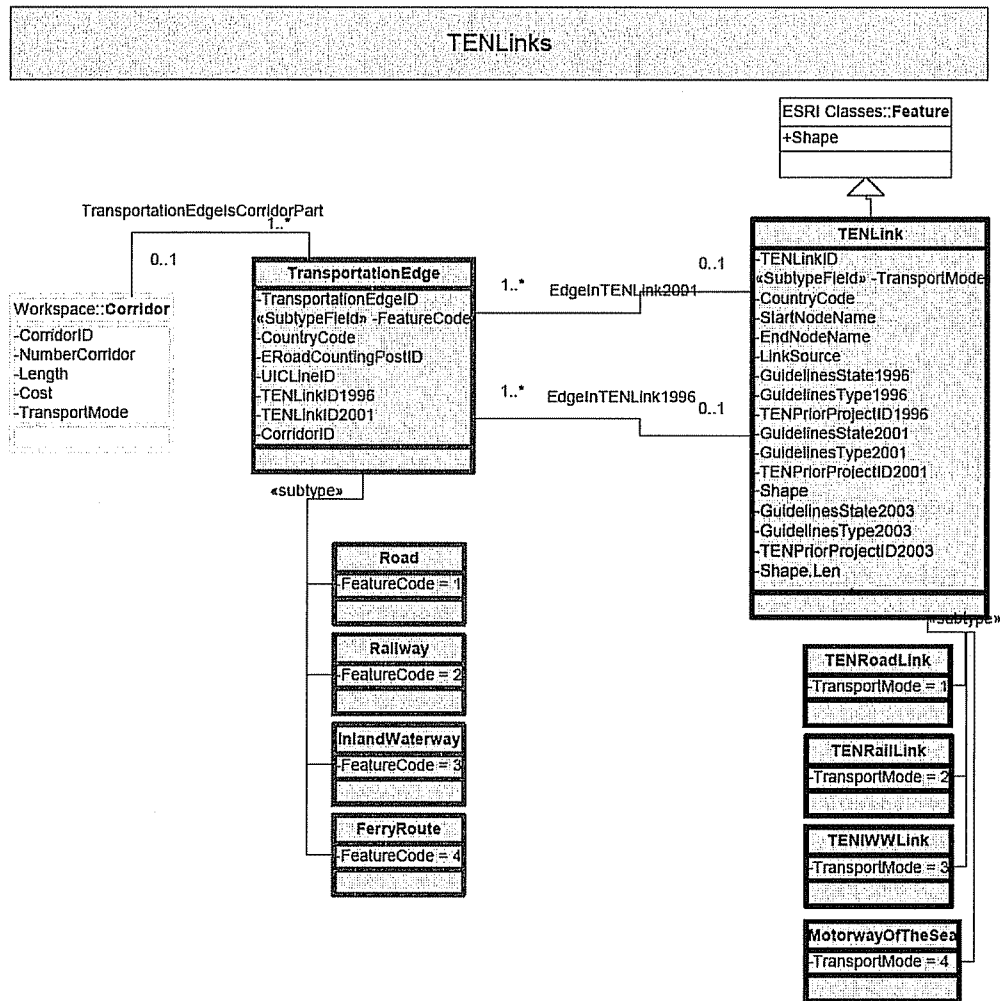 TENLinks
ESRI Classes::Feature
+Shape
TransportationEdgeIsCorridorPart
1..*
0..1
Workspace::Corridor
-CorridorID
-NumberCorridor
-Length
-Cost
-TransportMode
TransportationEdge
-TransportationEdgeID
«SubtypeField» -FeatureCode
-CountryCode
-ERoadCountingPostID
-UICLineID
-TENLinkID1996
-TENLinkID2001
-CorridorID
1..*
EdgeInTENLink2001
0..1
1..*
EdgeInTENLink1996
0..1
TENLink
-TENLinkID
«SubtypeField» -TransportMode
-CountryCode
-StartNodeName
-EndNodeName
-LinkSource
-GuidelinesState1996
-GuidelinesType1996
-TENPriorProjectID1996
-GuidelinesState2001
-GuidelinesType2001
-TENPriorProjectID2001
-Shape
-GuidelinesState2003
-GuidelinesType2003
-TENPriorProjectID2003
-Shape.Len
«subtype»
Road
-FeatureCode = 1
Railway
-FeatureCode = 2
InlandWaterway
-FeatureCode = 3
FerryRoute
-FeatureCode = 4
«subtype»
TENRoadLink
-TransportMode = 1
TENRailLink
-TransportMode = 2
TENIWWLink
-TransportMode = 3
MotorwayOfTheSea
-TransportMode = 4